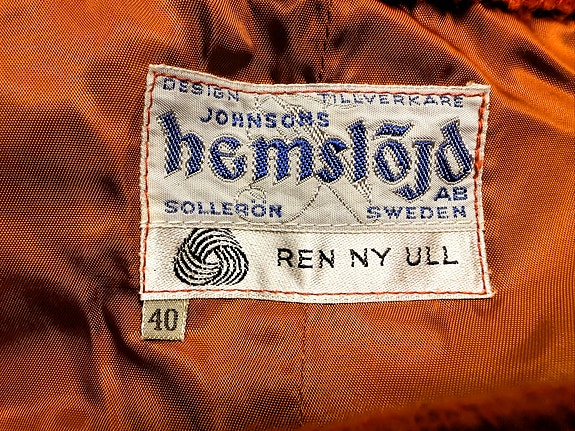 DESIGN TILLVERKARE
JOHNSONS
hemslöjd
AB
SOLLERÖN SWEDEN
REN NY ULL
40